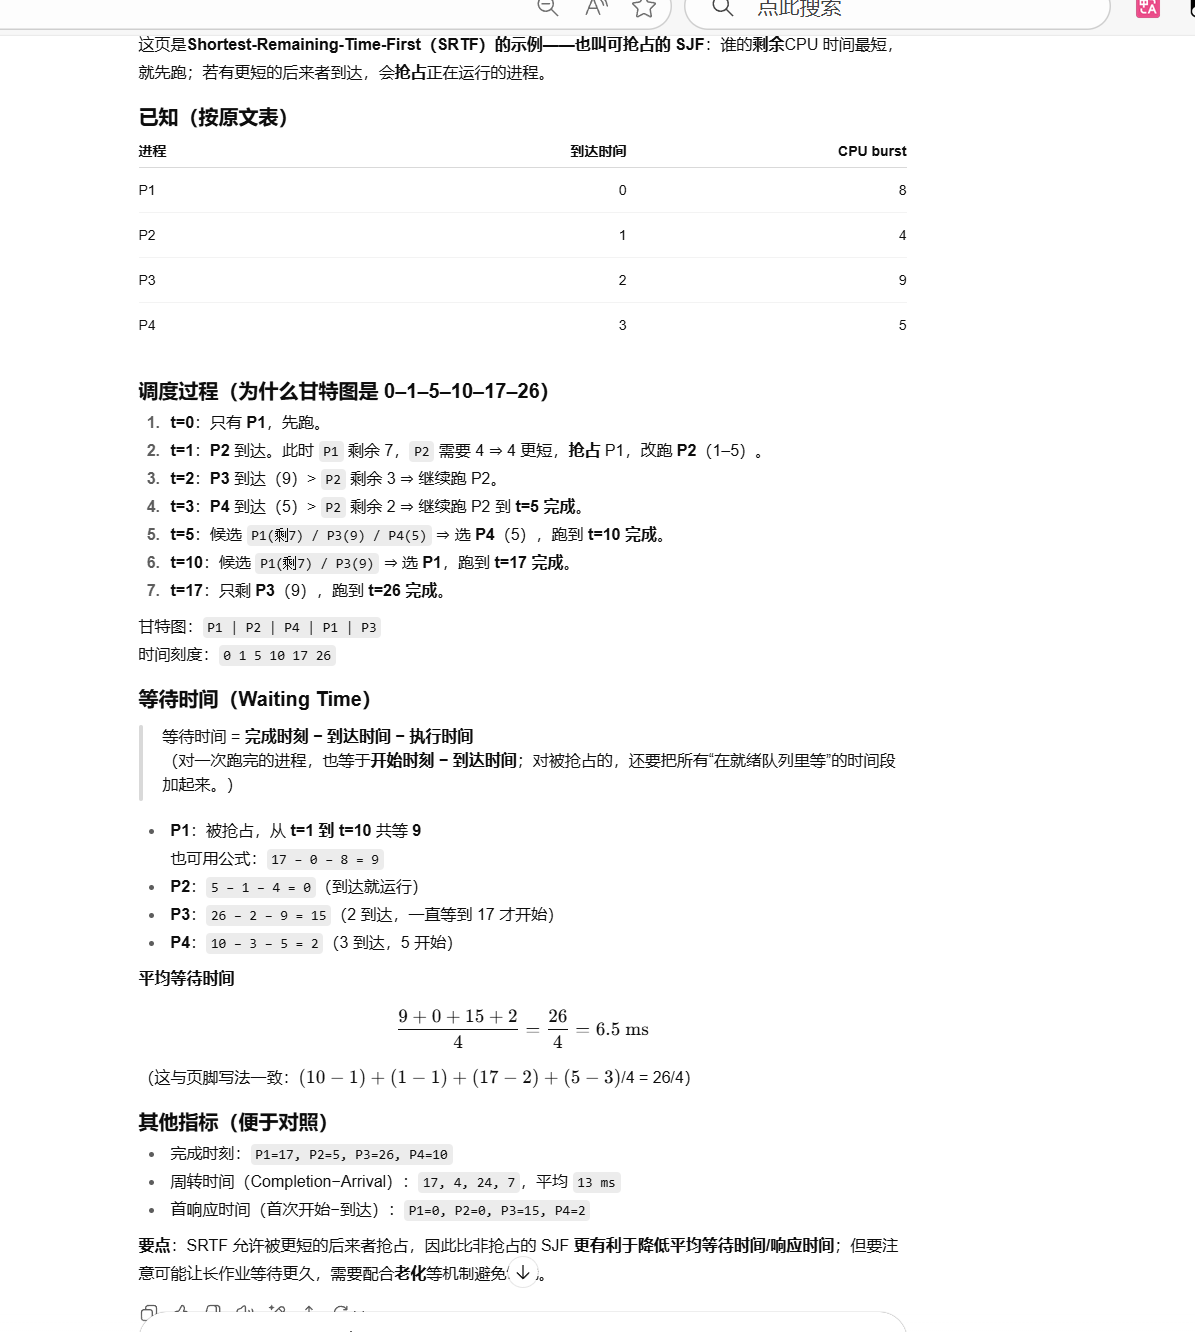 点此搜索
这页是Shortest-Remaining-Time-First（SRTF）的示例——也叫可抢占的 SJF：谁的剩余CPU 时间最短，
就先跑；若有更短的后来者到达，会抢占正在运行的进程。
已知（按原文表）
进程 到达时间 CPU burst
P1 0 8
P2 1 4
P3 2 9
P4 3 5
调度过程（为什么甘特图是 0–1–5–10–17–26）
1. t=0：只有 P1，先跑。
2. t=1：P2 到达。此时 P1 剩余 7，P2 需要 4 ⇒ 4 更短，抢占 P1，改跑 P2（1–5）。
3. t=2：P3 到达（9）> P2 剩余 3 ⇒ 继续跑 P2。
4. t=3：P4 到达（5）> P2 剩余 2 ⇒ 继续跑 P2 到 t=5 完成。
5. t=5：候选 P1(剩7) / P3(9) / P4(5) ⇒ 选 P4（5），跑到 t=10 完成。
6. t=10：候选 P1(剩7) / P3(9) ⇒ 选 P1，跑到 t=17 完成。
7. t=17：只剩 P3（9），跑到 t=26 完成。
甘特图：P1 | P2 | P4 | P1 | P3
时间刻度：0 1 5 10 17 26
等待时间（Waiting Time）
等待时间 = 完成时刻 − 到达时间 − 执行时间
（对一次跑完的进程，也等于开始时刻 − 到达时间；对被抢占的，还要把所有“在就绪队列里等”的时间段
加起来。）
• P1：被抢占，从 t=1 到 t=10 共等 9
也可用公式：17 − 0 − 8 = 9
• P2：5 − 1 − 4 = 0（到达就运行）
• P3：26 − 2 − 9 = 15（2 到达，一直等到 17 才开始）
• P4：10 − 3 − 5 = 2（3 到达，5 开始）
平均等待时间
(9 + 0 + 15 + 2)/4 = 26/4 = 6.5 ms
（这与页脚写法一致：(10 − 1) + (1 − 1) + (17 − 2) + (5 − 3)/4 = 26/4）
其他指标（便于对照）
• 完成时刻：P1=17, P2=5, P3=26, P4=10
• 周转时间（Completion−Arrival）：17, 4, 24, 7，平均 13 ms
• 首响应时间（首次开始−到达）：P1=0, P2=0, P3=15, P4=2
要点：SRTF 允许被更短的后来者抢占，因此比非抢占的 SJF 更有利于降低平均等待时间/响应时间；但要注
意可能让长作业等待更久，需要配合老化等机制避免。